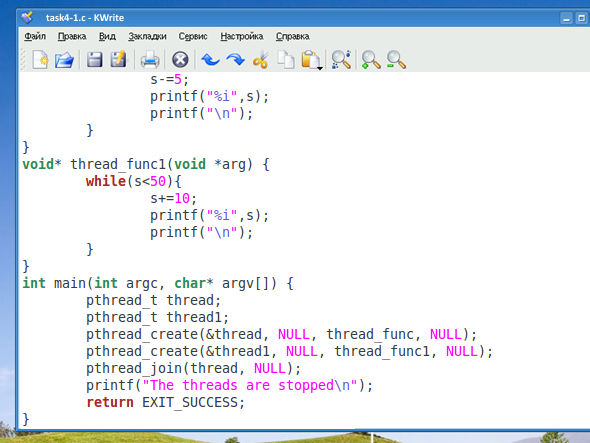 task4-1.c - KWrite
Файл Правка Вид Закладки Сервис Настройка Справка
s-=5;
printf("%i",s);
printf("\n");
}
}
void* thread_func1(void *arg) {
while(s<50){
s+=10;
printf("%i",s);
printf("\n");
}
}
int main(int argc, char* argv[]) {
pthread_t thread;
pthread_t thread1;
pthread_create(&thread, NULL, thread_func, NULL);
pthread_create(&thread1, NULL, thread_func1, NULL);
pthread_join(thread, NULL);
printf("The threads are stopped\n");
return EXIT_SUCCESS;
}